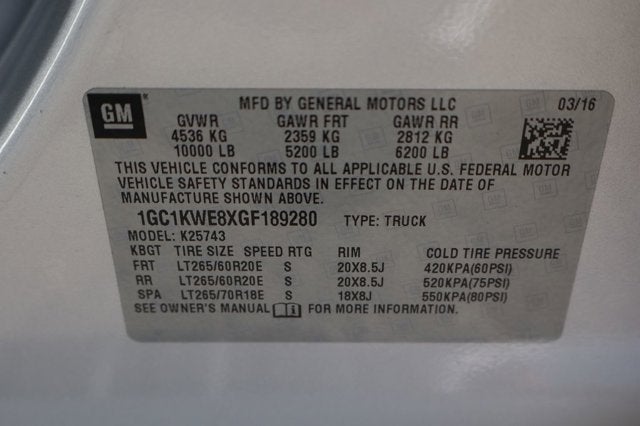 GM MFD BY GENERAL MOTORS LLC 03/16
GVWR GAWR FRT GAWR RR
4536 KG 2359 KG 2812 KG
10000 LB 5200 LB 6200 LB
THIS VEHICLE CONFORMS TO ALL APPLICABLE U.S. FEDERAL MOTOR
VEHICLE SAFETY STANDARDS IN EFFECT ON THE DATE OF
MANUFACTURE SHOWN ABOVE.
1GC1KWE8XGF189280 TYPE: TRUCK
MODEL: K25743
KBGT TIRE SIZE SPEED RTG RIM COLD TIRE PRESSURE
FRT LT265/60R20E S 20X8.5J 420KPA(60PSI)
RR LT265/60R20E S 20X8.5J 520KPA(75PSI)
SPA LT265/70R18E S 18X8J 550KPA(80PSI)
SEE OWNER'S MANUAL FOR MORE INFORMATION.